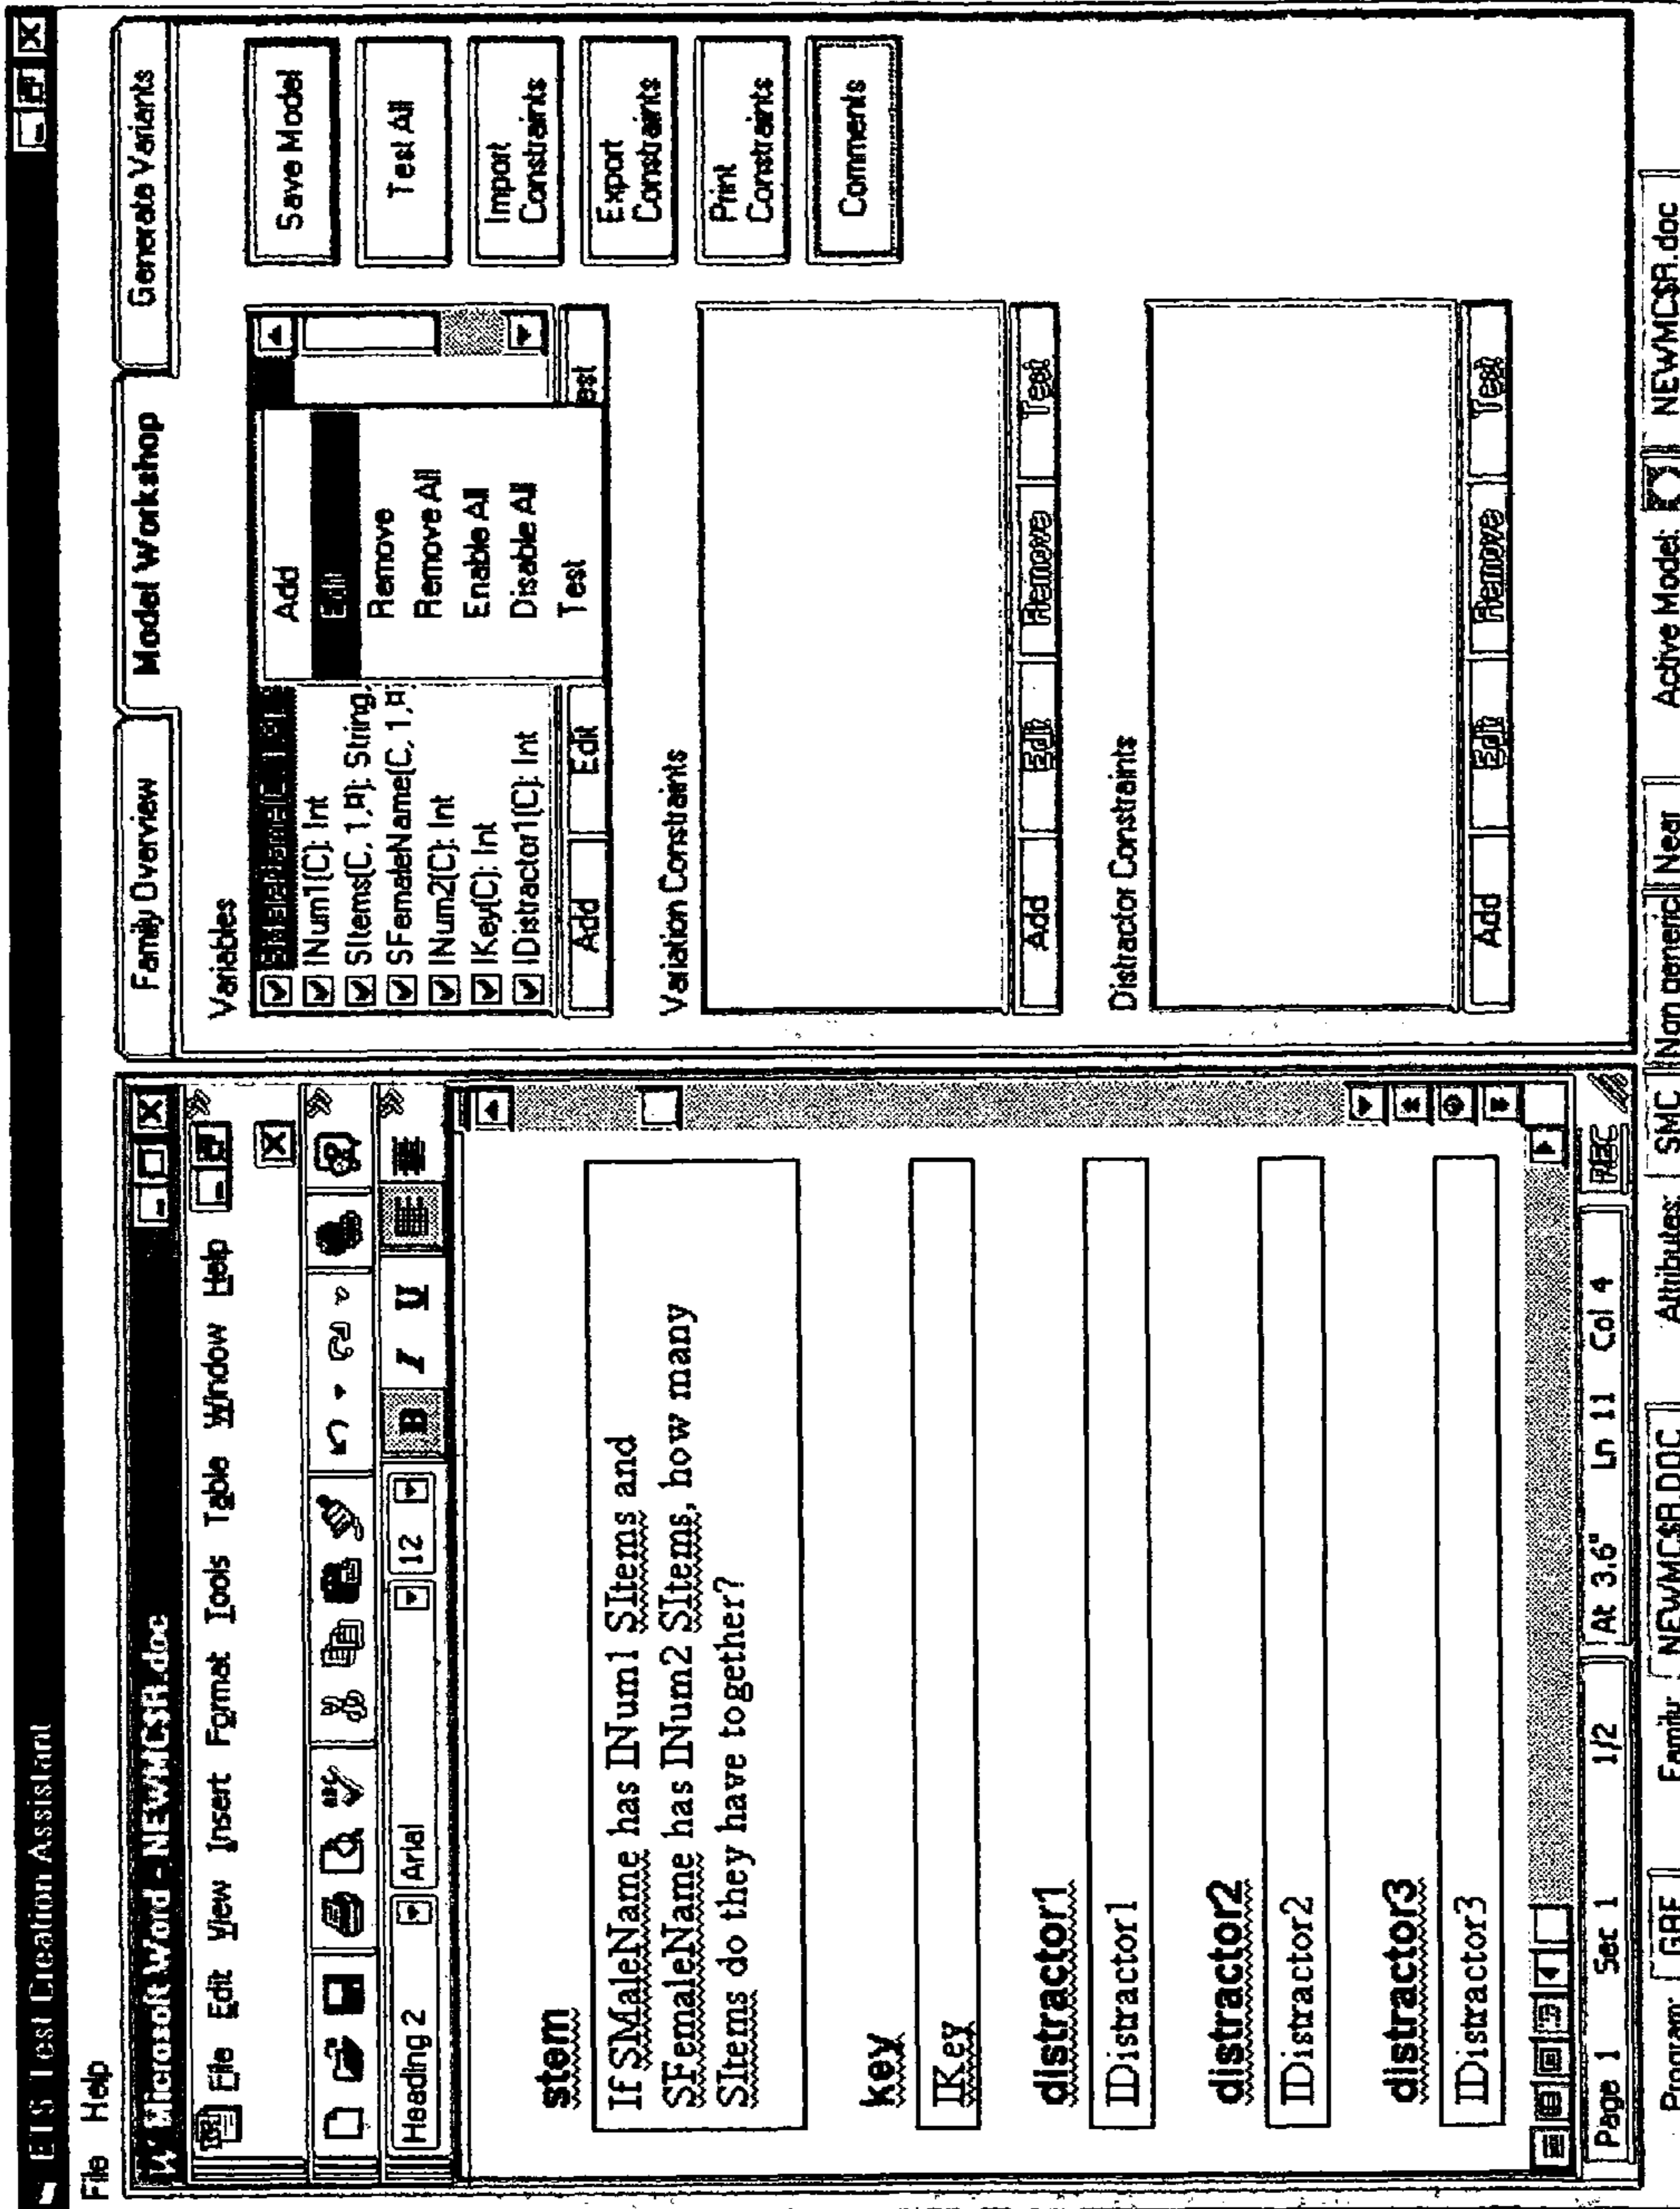 ETS Test Creation Assistant
File Help
Microsoft Word - NEWMC$R.doc
File Edit View Insert Format Tools Table Window Help
Heading 2 Arial 12 B I U
stem
If SMaleName has INum1 SItems and
SFemaleName has INum2 SItems, how many
SItems do they have together?
key
IKey
distractor1
IDistractor1
distractor2
IDistractor2
distractor3
IDistractor3
Page 1 Sec 1 1/2 At 3.6" Ln 11 Col 4 REC
Family Overview Model Workshop Generate Variants
Variables
INum1(C): Int
SItems(C, 1,¤): String,
SFemaleName(C, 1,¤,
INum2(C): Int
IKey(C): Int
IDistractor1(C): Int
Add
Edit
Remove
Remove All
Enable All
Disable All
Test
Add Edit est
Variation Constraints
Add Edit Remove Test
Distractor Constraints
Add Edit Remove Test
Save Model
Test All
Import
Constraints
Export
Constraints
Print
Constraints
Comments
Program: GRE Family: NEWMC$R.DOC Attributes: SMC Non generic Near Active Model: NEWMC$R.doc